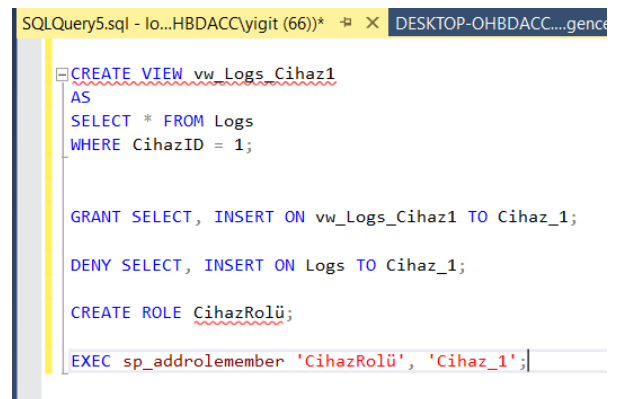 SQLQuery5.sql - lo...HBDACC\yigit (66))* DESKTOP-OHBDACC....gence
CREATE VIEW vw_Logs_Cihaz1
AS
SELECT * FROM Logs
WHERE CihazID = 1;
GRANT SELECT, INSERT ON vw_Logs_Cihaz1 TO Cihaz_1;
DENY SELECT, INSERT ON Logs TO Cihaz_1;
CREATE ROLE CihazRolü;
EXEC sp_addrolemember 'CihazRolü', 'Cihaz_1';